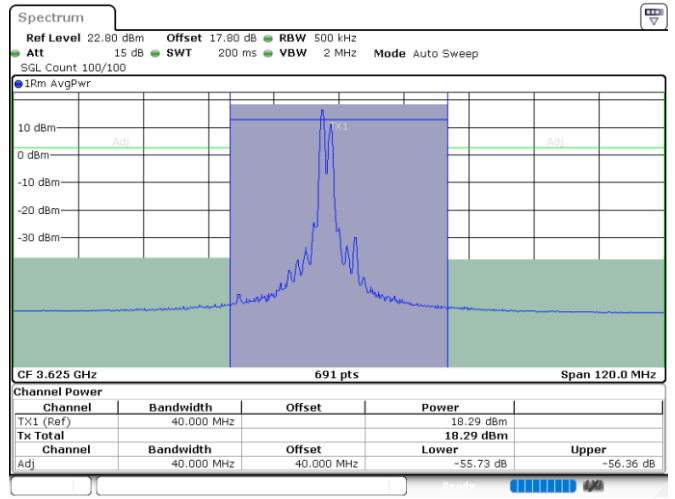 Spectrum
Ref Level 22.80 dBm Offset 17.80 dB RBW 500 kHz
Att 15 dB SWT 200 ms VBW 2 MHz Mode Auto Sweep
SGL Count 100/100
1Rm AvgPwr
10 dBm
TX1
Adj
Adj
0 dBm
-10 dBm
-20 dBm
-30 dBm
CF 3.625 GHz 691 pts Span 120.0 MHz
Channel Power
Channel Bandwidth Offset Power
TX1 (Ref) 40.000 MHz 18.29 dBm
Tx Total 18.29 dBm
Channel Bandwidth Offset Lower Upper
Adj 40.000 MHz 40.000 MHz -55.73 dB -56.36 dB